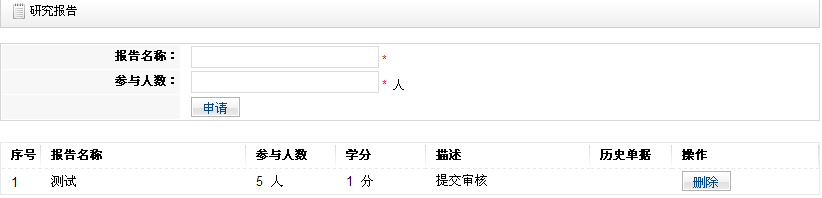 研究报告
报告名称： *
参与人数： * 人
申请
序号 报告名称 参与人数 学分 描述 历史单据 操作
1 测试 5 人 1 分 提交审核 删除